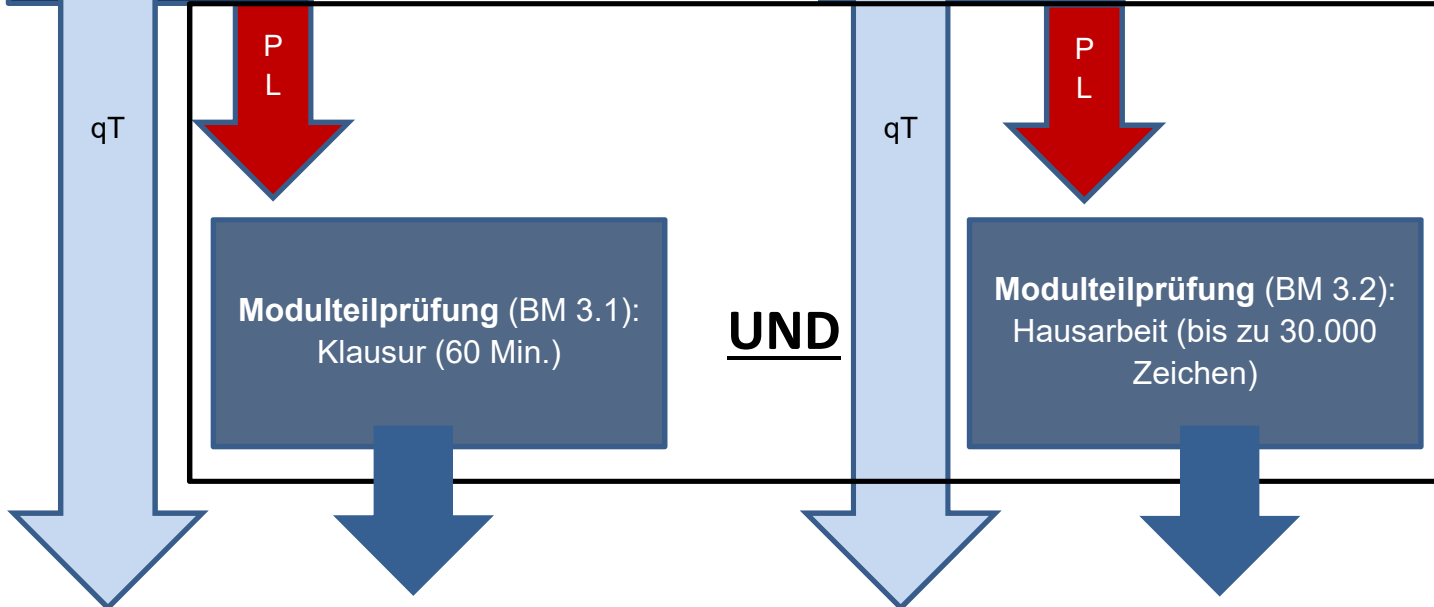 P
L
qT
Modulteilprüfung (BM 3.1):
Klausur (60 Min.)
UND
P
L
qT
Modulteilprüfung (BM 3.2):
Hausarbeit (bis zu 30.000
Zeichen)